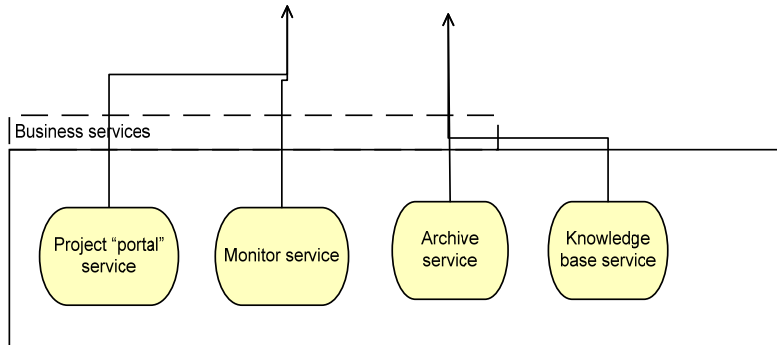 Business services
Project “portal”
service
Monitor service
Archive
service
Knowledge
base service